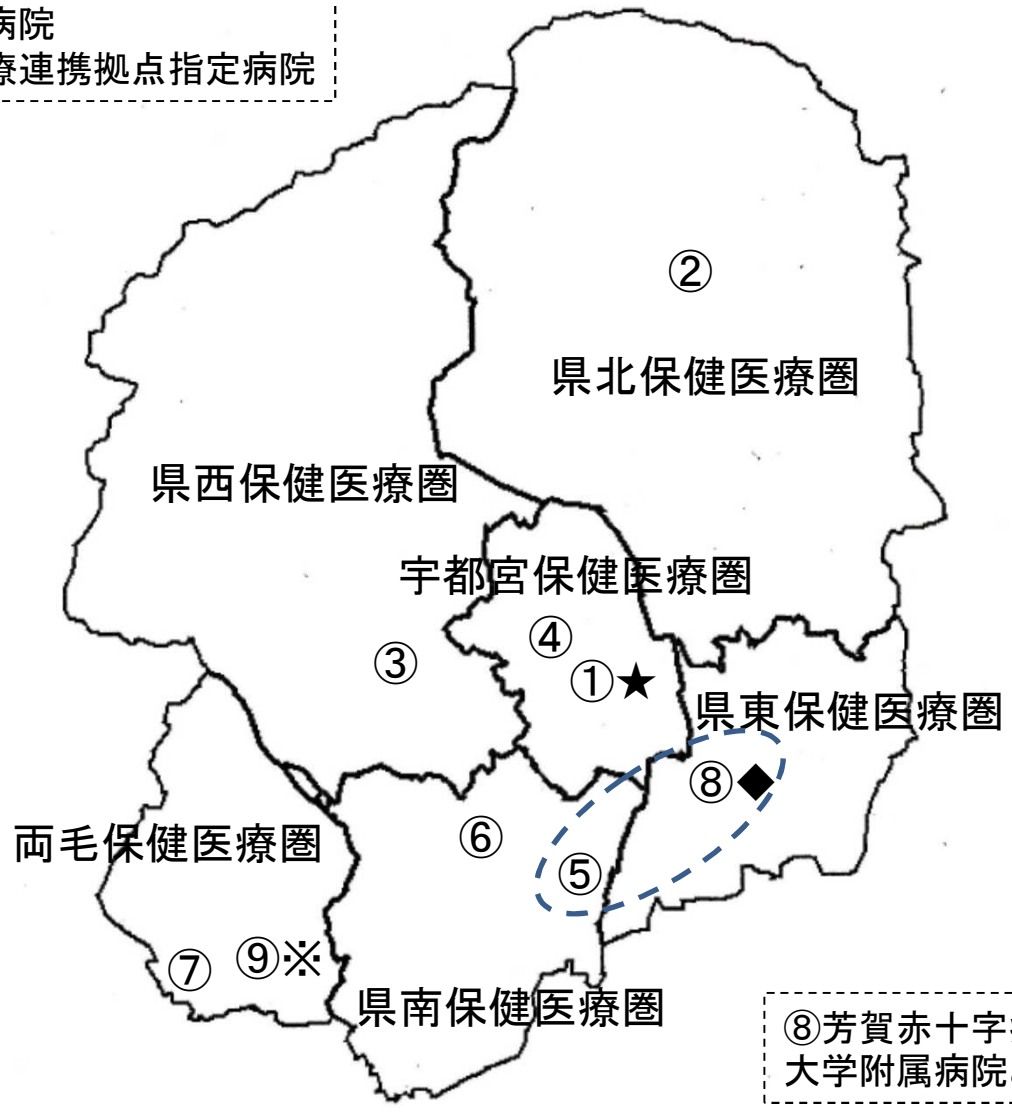 病院
療連携拠点指定病院
②
県北保健医療圏
県西保健医療圏
宇都宮保健医療圏
④
③
①★
県東保健医療圏
⑧◆
⑥
両毛保健医療圏
⑤
⑨※
⑦
県南保健医療圏
⑧芳賀赤十字
大学附属病院